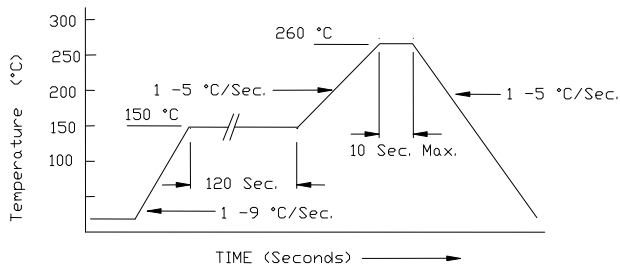 300
260 °C
250
200
1 -5 °C/Sec.
1 -5 °C/Sec.
150 °C
150
10 Sec. Max.
100
120 Sec.
1 -9 °C/Sec.
Temperature (°C)
TIME (Seconds)